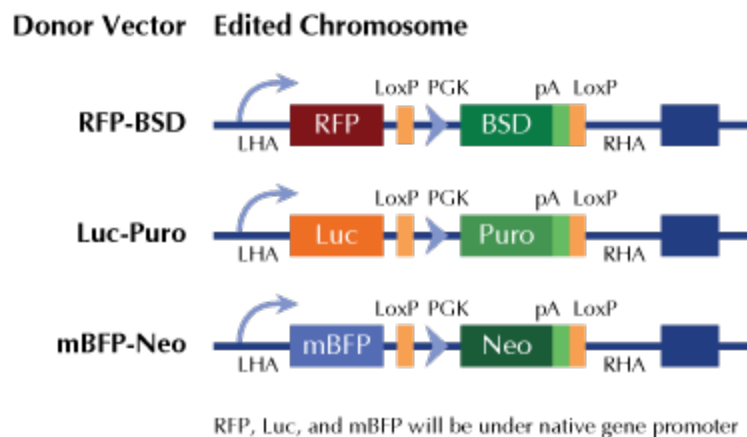 Donor Vector Edited Chromosome
LoxP PGK pA LoxP
RFP-BSD RFP BSD
LHA RHA
LoxP PGK pA LoxP
Luc-Puro Luc Puro
LHA RHA
LoxP PGK pA LoxP
mBFP-Neo mBFP Neo
LHA RHA
RFP, Luc, and mBFP will be under native gene promoter